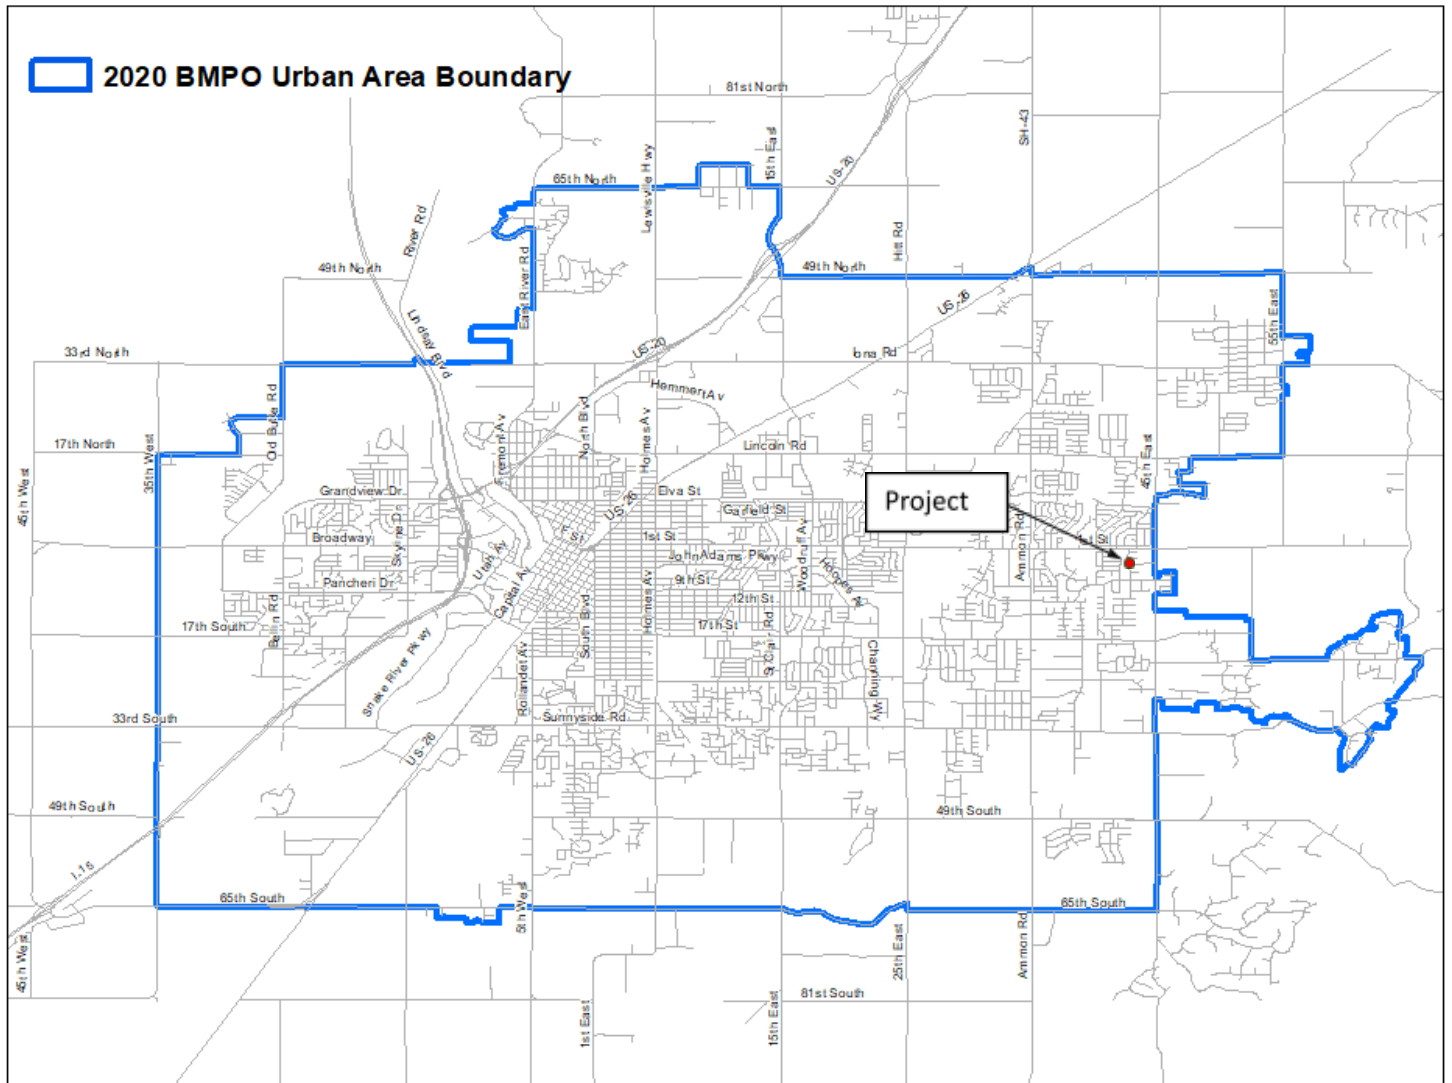 2020 BMPO Urban Area Boundary
81st North
SH-43
15th East
US-20
65th North
Lewisville Hwy
River Rd
Hitt Rd
49th North
49th North
East River Rd
US-26
55th East
Lindsay Blvd
33rd North
US-20
Iona Rd
Hemmert Av
Old Butte Rd
Fremont Av
North Blvd
Holmes Av
17th North
35th West
Lincoln Rd
45th East
45th West
Grandview Dr
Elva St
Project
US-26
Garfield St
Skyline Dr
Broadway
E St
1st St
Woodruff Av
Ammon Rd
1st St
Utah Av
John Adams Pkwy
Hoopes Av
Pancheri Dr
Capital Av
9th St
12th St
Bellin Rd
17th South
South Blvd
Holmes Av
17th St
St Clair Rd
Snake River Pkwy
Rollandet Av
Channing Wy
33rd South
Sunnyside Rd
US-26
49th South
49th South
I-15
65th South
5th West
65th South
45th West
25th East
Ammon Rd
81st South
1st East
15th East